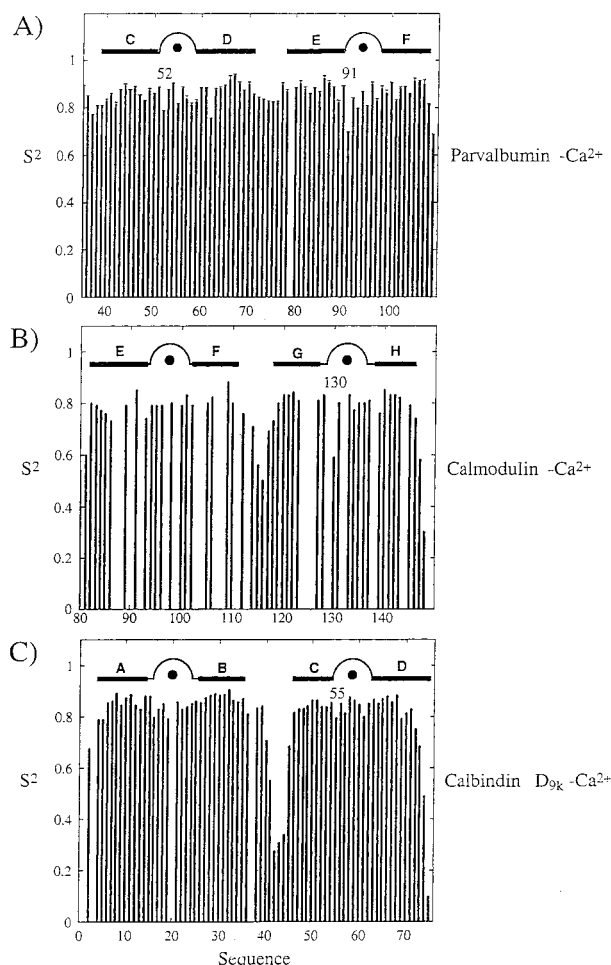 A)
C D E F
52 91
1
0.8
0.6
0.4
0.2
0
S2
40 50 60 70 80 90 100
Parvalbumin -Ca2+
B)
E F G H
130
1
0.8
0.6
0.4
0.2
0
S2
80 90 100 110 120 130 140
Calmodulin -Ca2+
C)
A B C D
55
1
0.8
0.6
0.4
0.2
0
S2
0 10 20 30 40 50 60 70
Sequence
Calbindin D9k -Ca2+